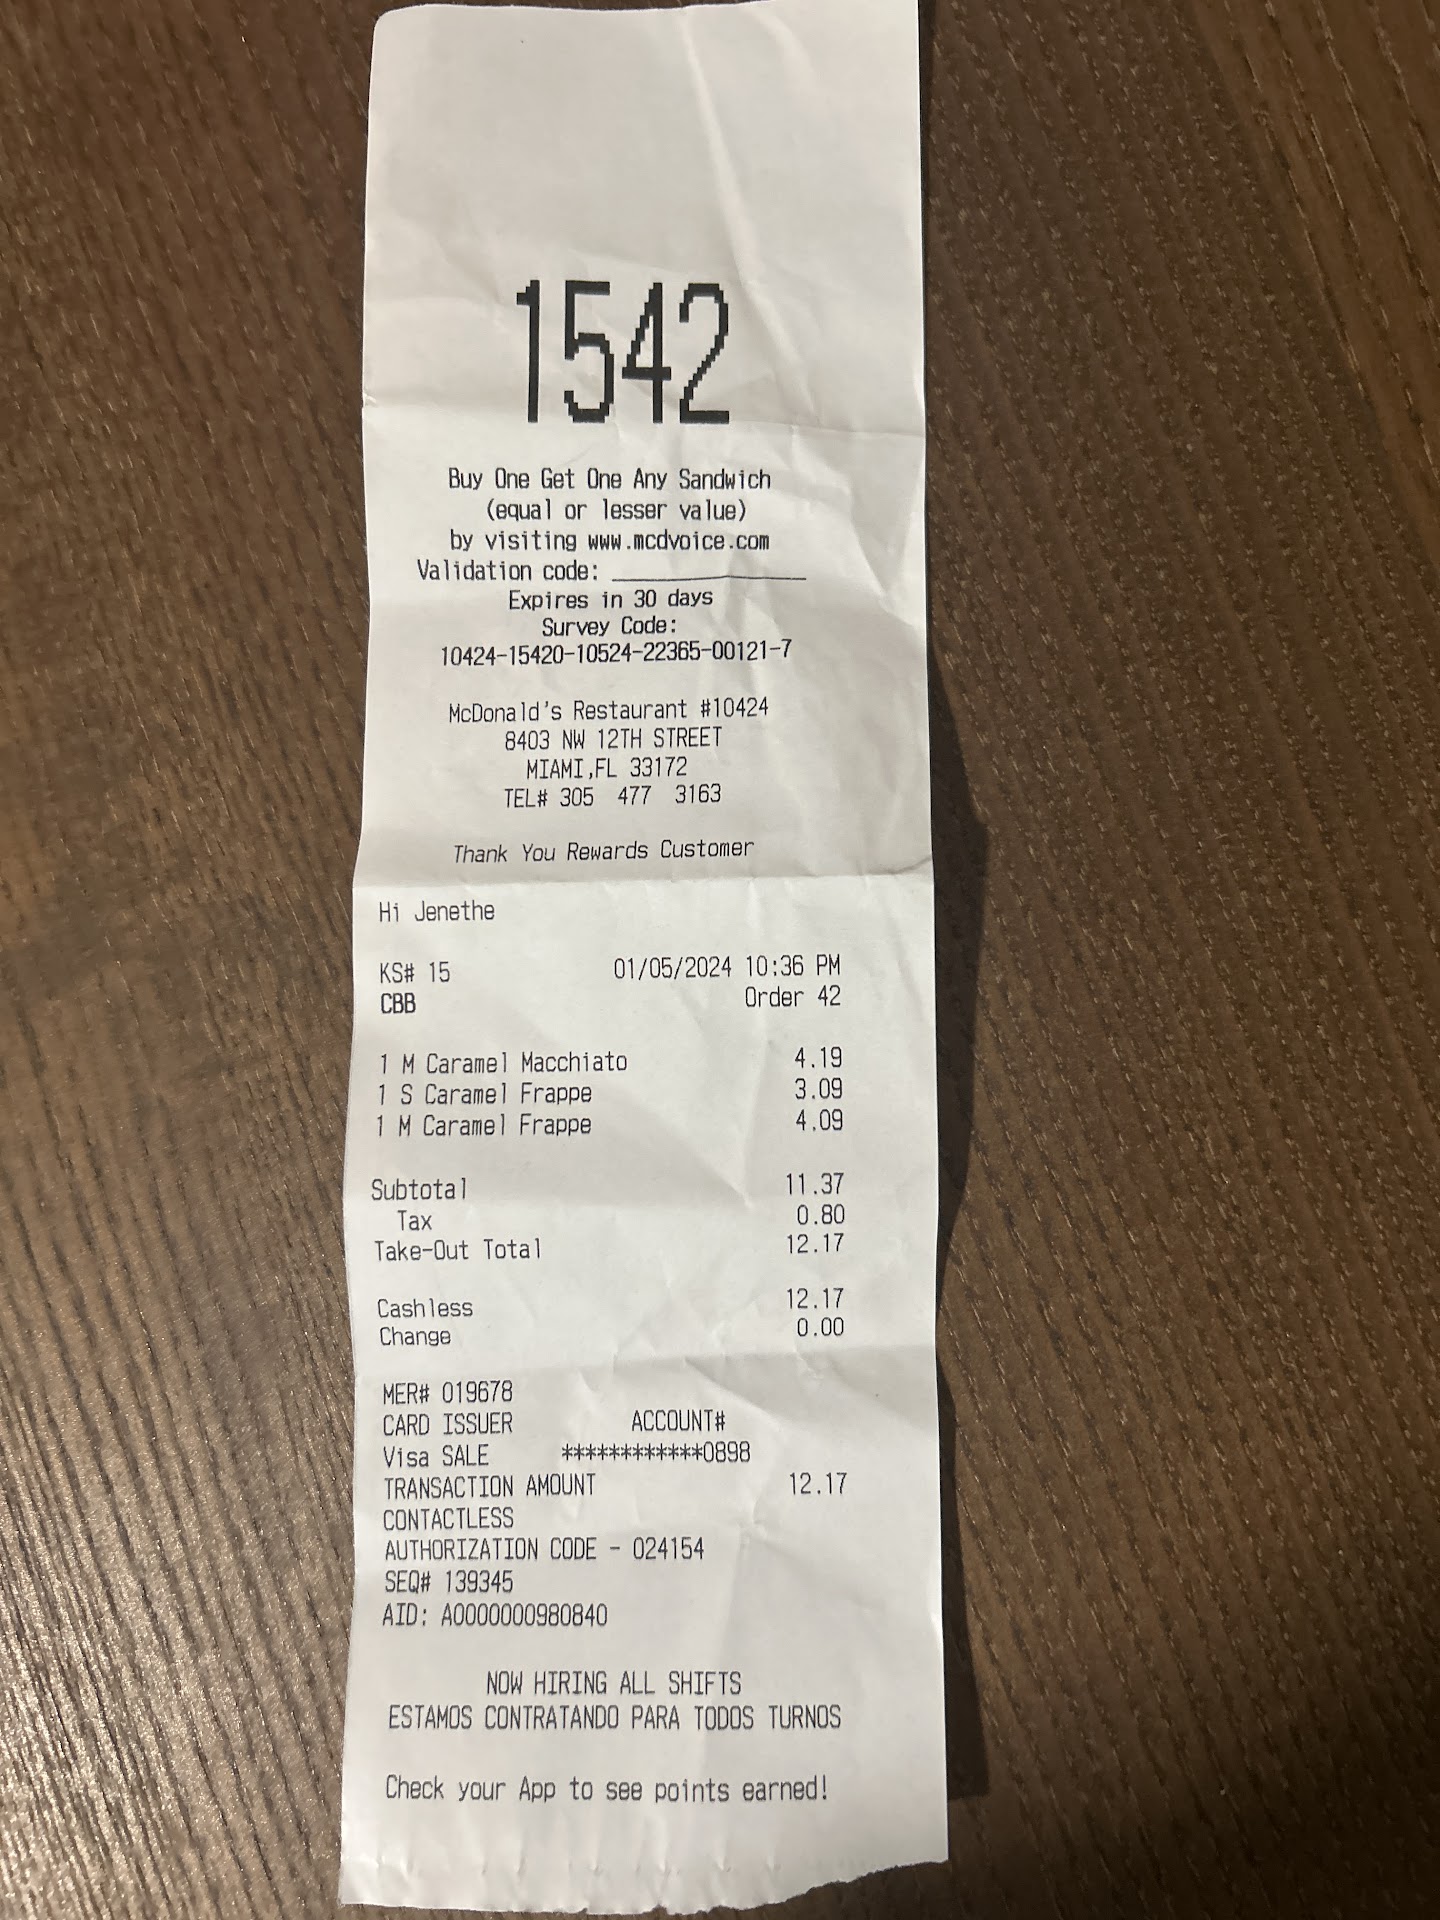 1542
Buy One Get One Any Sandwich
(equal or lesser value)
by visiting www.mcdvoice.com
Validation code: ________________
Expires in 30 days
Survey Code:
10424-15420-10524-22365-00121-7
McDonald's Restaurant #10424
8403 NW 12TH STREET
MIAMI,FL 33172
TEL# 305 477 3163
Thank You Rewards Customer
Hi Jenethe
KS# 15 01/05/2024 10:36 PM
CBB Order 42
1 M Caramel Macchiato 4.19
1 S Caramel Frappe 3.09
1 M Caramel Frappe 4.09
Subtotal 11.37
Tax 0.80
Take-Out Total 12.17
Cashless 12.17
Change 0.00
MER# 019678
CARD ISSUER ACCOUNT#
Visa SALE ************0898
TRANSACTION AMOUNT 12.17
CONTACTLESS
AUTHORIZATION CODE - 024154
SEQ# 139345
AID: A0000000980840
NOW HIRING ALL SHIFTS
ESTAMOS CONTRATANDO PARA TODOS TURNOS
Check your App to see points earned!